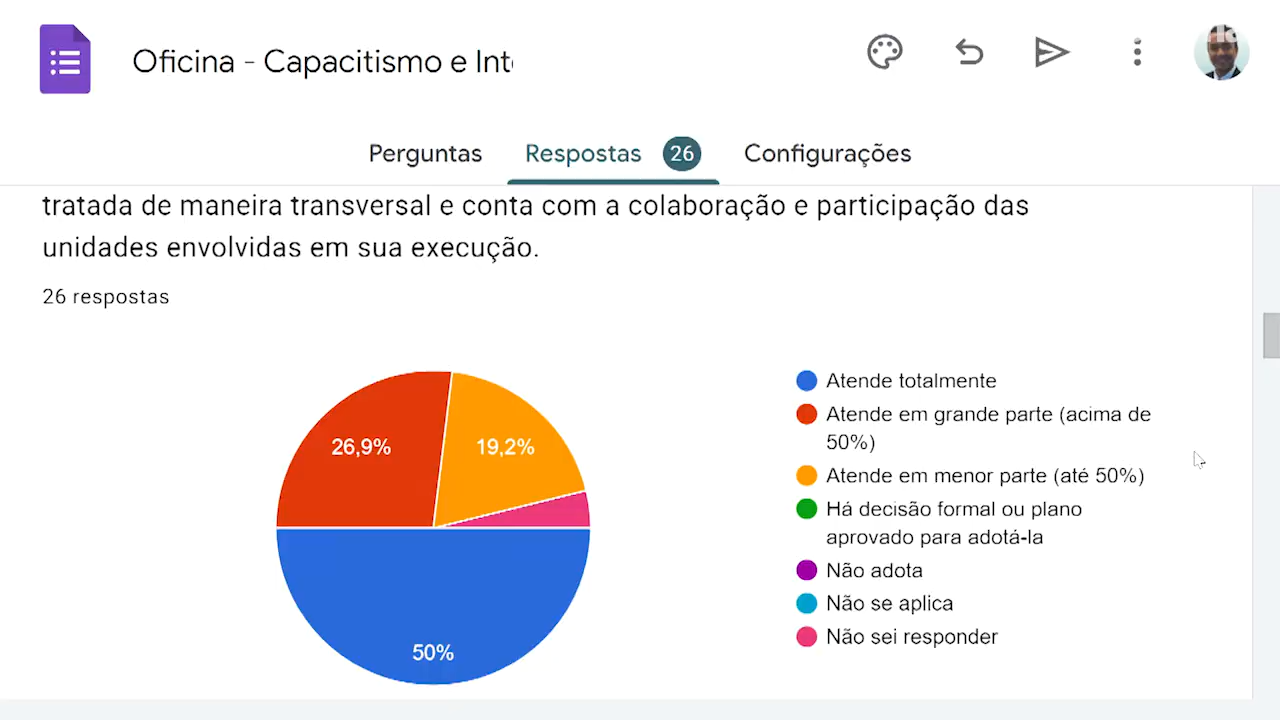 Oficina - Capacitismo e Int
Perguntas
Respostas
26
Configurações
tratada de maneira transversal e conta com a colaboração e participação das
unidades envolvidas em sua execução.
26 respostas
26,9%
19,2%
50%
Atende totalmente
Atende em grande parte (acima de
50%)
Atende em menor parte (até 50%)
Há decisão formal ou plano
aprovado para adotá-la
Não adota
Não se aplica
Não sei responder